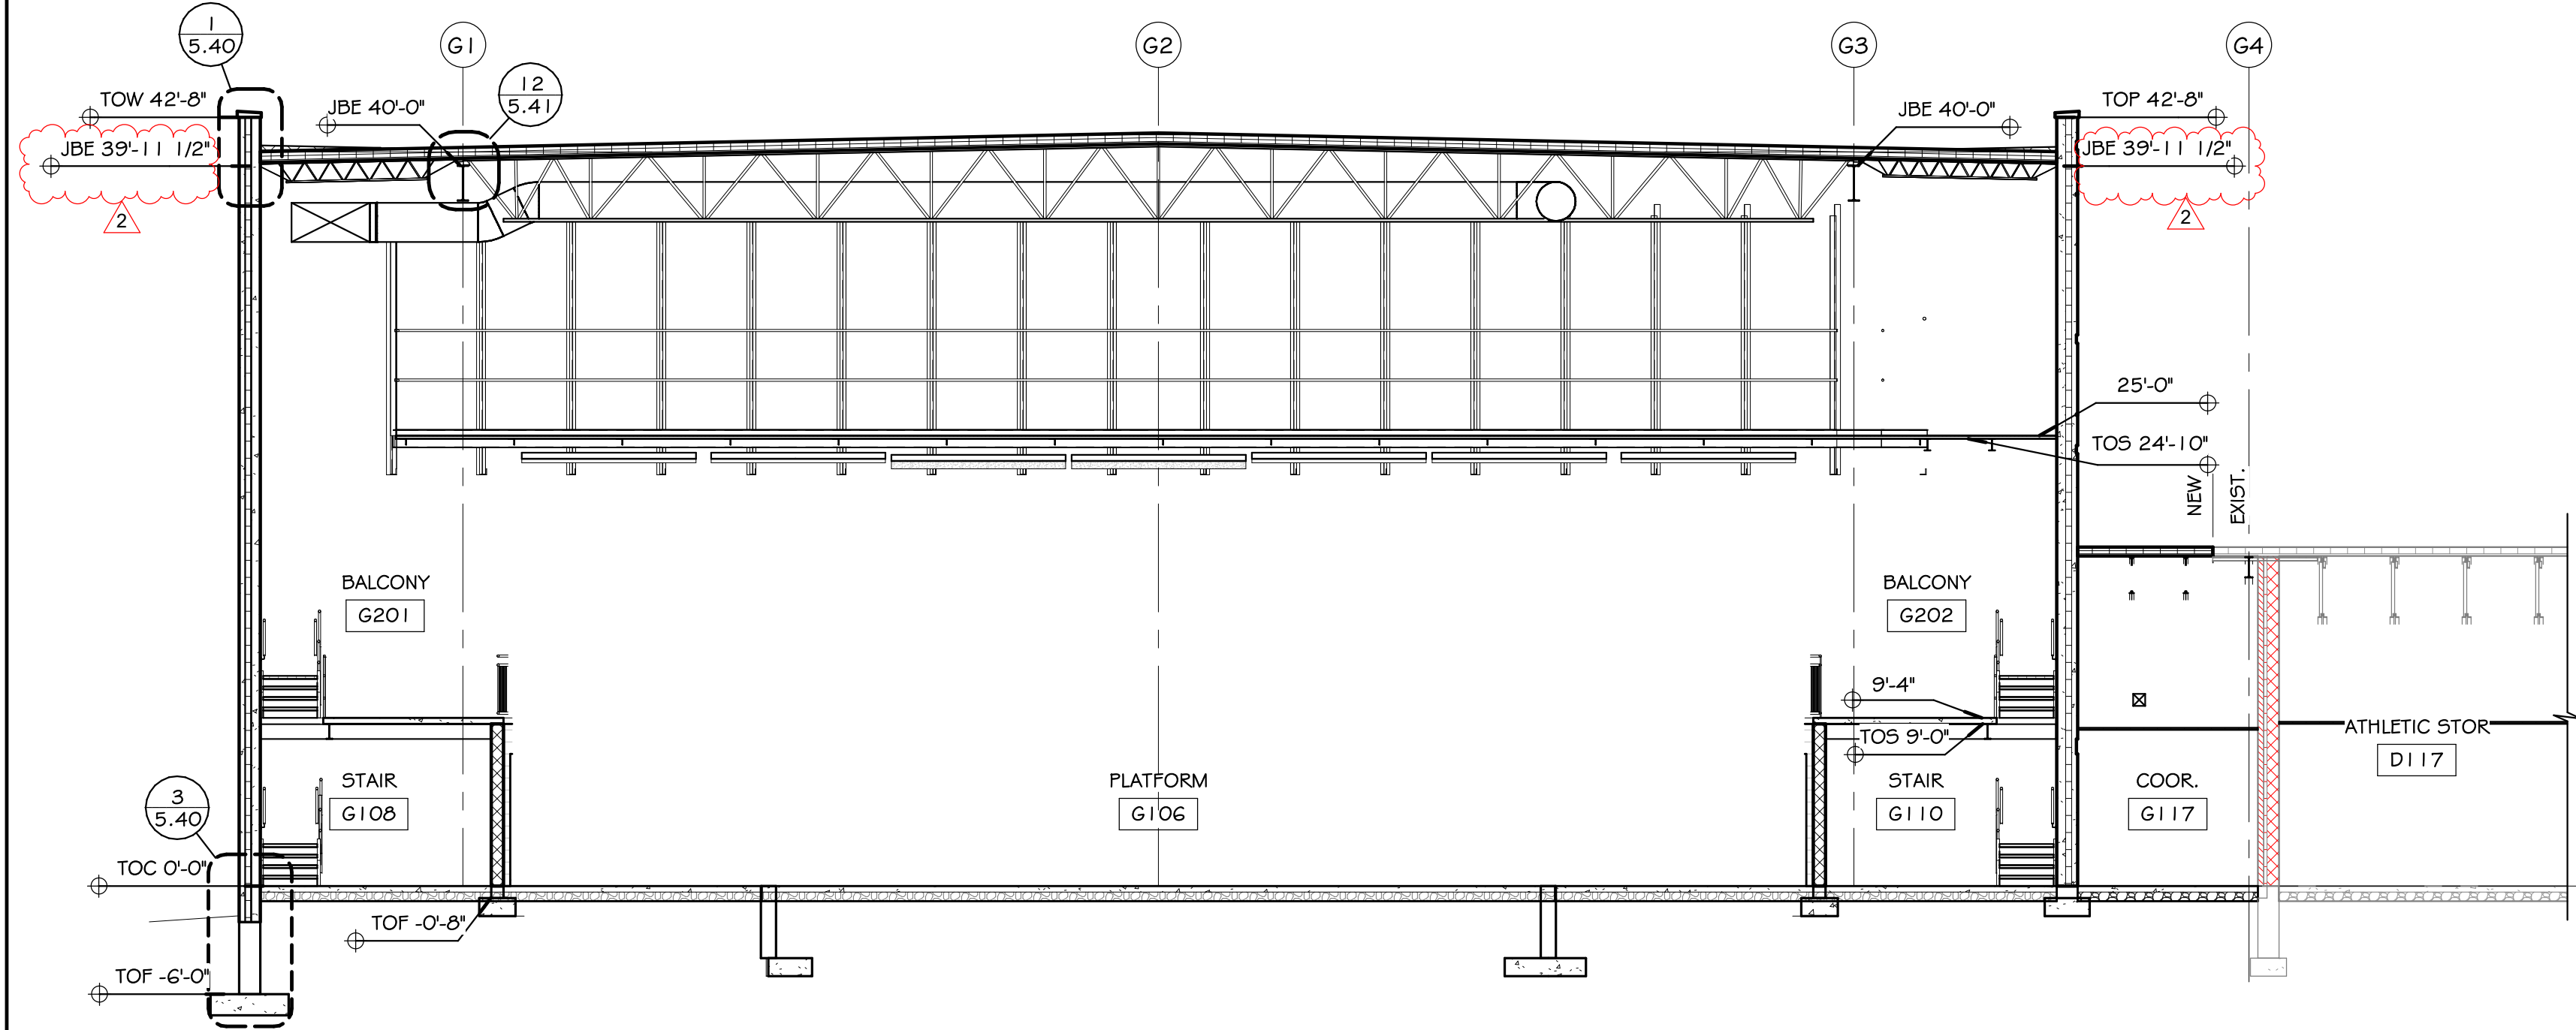 1
5.40
G1
G2
G3
G4
12
5.41
TOW 42'-8"
JBE 40'-0"
JBE 40'-0"
TOP 42'-8"
JBE 39'-11 1/2"
JBE 39'-11 1/2"
2
2
25'-0"
TOS 24'-10"
NEW
EXIST.
BALCONY
G201
BALCONY
G202
9'-4"
TOS 9'-0"
ATHLETIC STOR
D117
STAIR
G108
PLATFORM
G106
STAIR
G110
COOR.
G117
3
5.40
TOC 0'-0"
TOF -0'-8"
TOF -6'-0"